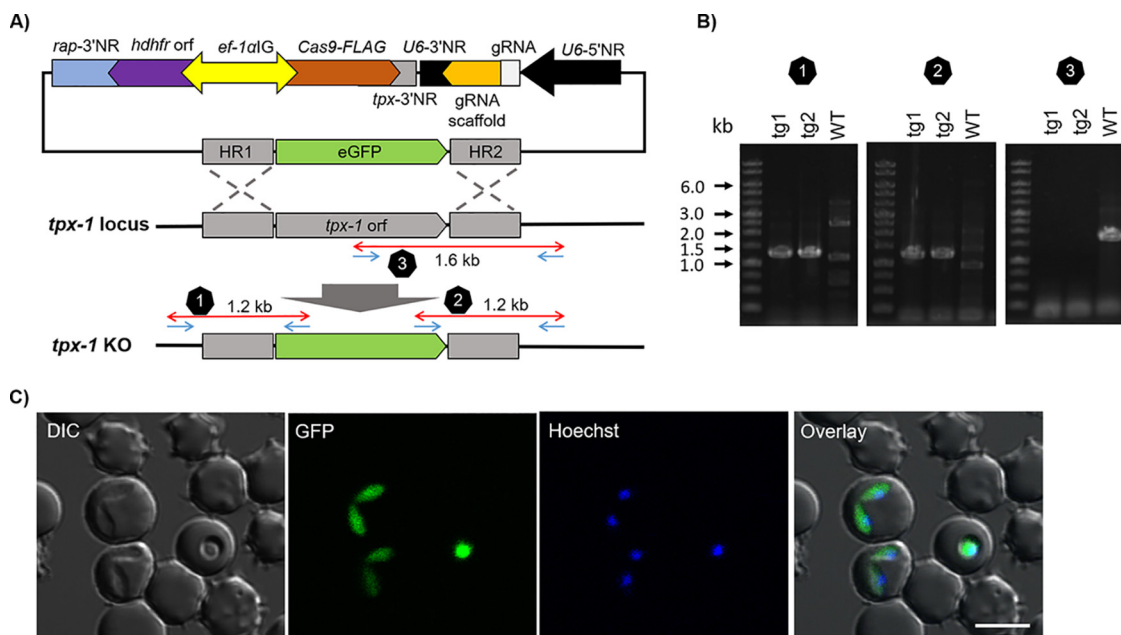 A)
rap-3'NR hdhfr orf ef-1αIG Cas9-FLAG U6-3'NR gRNA U6-5'NR
tpx-3'NR gRNA
scaffold
HR1 eGFP HR2
tpx-1 locus
tpx-1 orf
3 1.6 kb
1 1.2 kb 2 1.2 kb
tpx-1 KO
B)
1 2 3
kb tg1 tg2 WT tg1 tg2 WT tg1 tg2 WT
6.0
3.0
2.0
1.5
1.0
C)
DIC GFP Hoechst Overlay